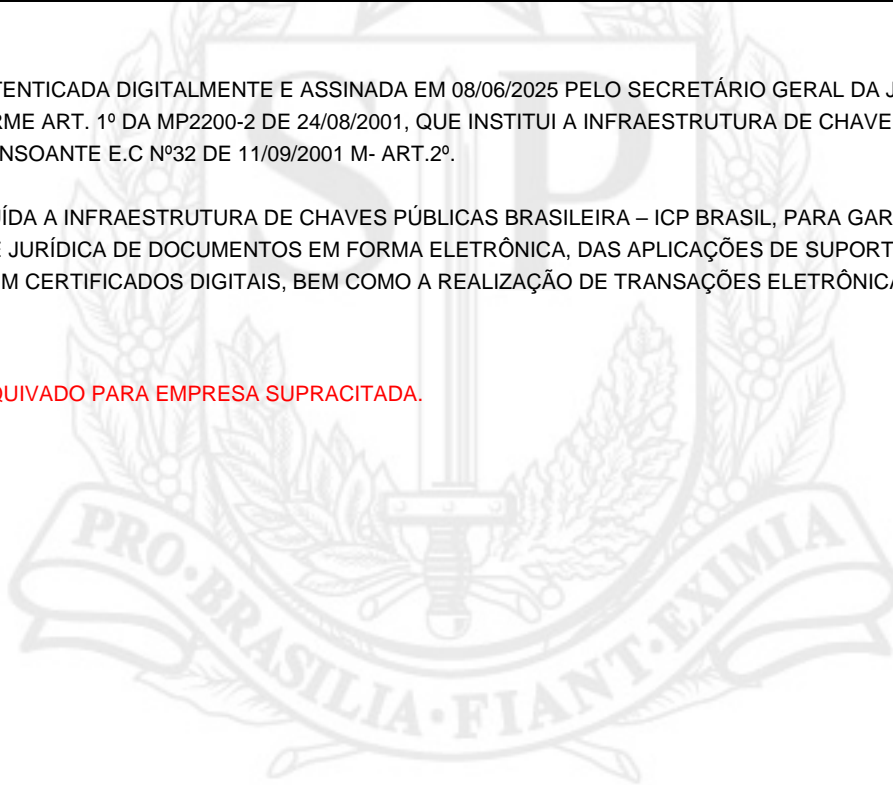 TENTICADA DIGITALMENTE E ASSINADA EM 08/06/2025 PELO SECRETÁRIO GERAL DA J
RME ART. 1º DA MP2200-2 DE 24/08/2001, QUE INSTITUI A INFRAESTRUTURA DE CHAVE
NSOANTE E.C Nº32 DE 11/09/2001 M- ART.2º.
ÍDA A INFRAESTRUTURA DE CHAVES PÚBLICAS BRASILEIRA – ICP BRASIL, PARA GAR
E JURÍDICA DE DOCUMENTOS EM FORMA ELETRÔNICA, DAS APLICAÇÕES DE SUPORT
M CERTIFICADOS DIGITAIS, BEM COMO A REALIZAÇÃO DE TRANSAÇÕES ELETRÔNICA
QUIVADO PARA EMPRESA SUPRACITADA.
SP
PRO·BRASILIA·FIANT·EXIMIA